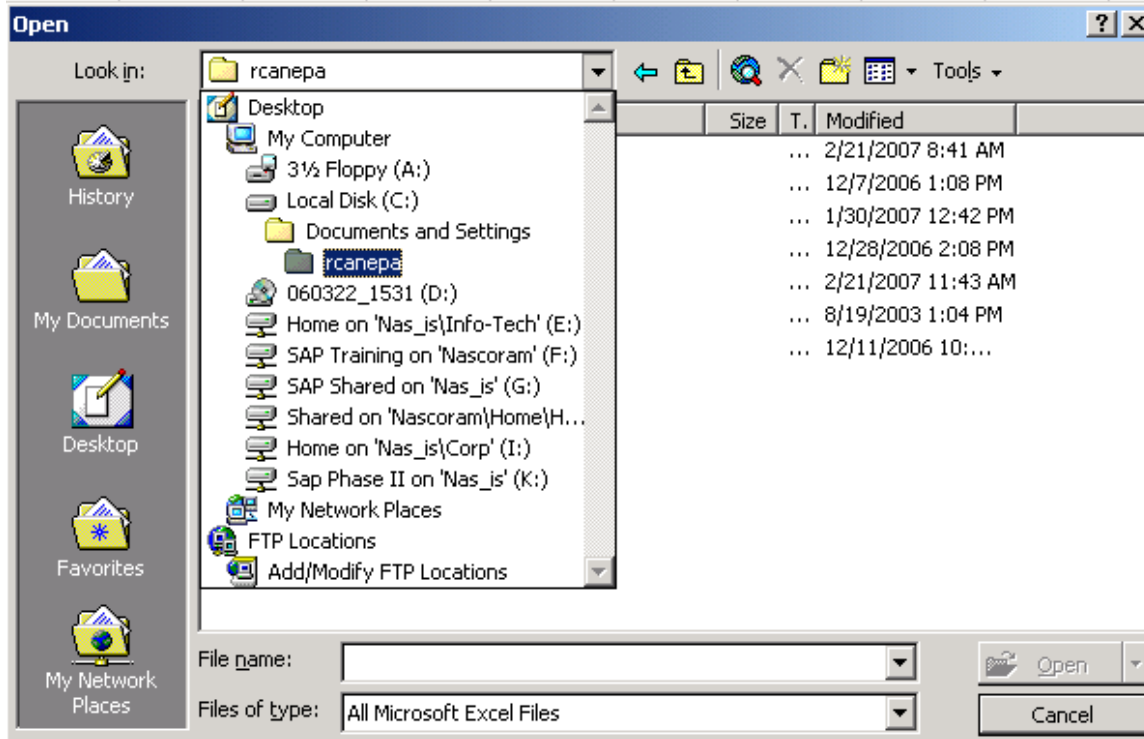 Open
Look in: rcanepa Tools
Desktop
My Computer
3½ Floppy (A:)
Local Disk (C:)
Documents and Settings
rcanepa
060322_1531 (D:)
Home on 'Nas_is\Info-Tech' (E:)
SAP Training on 'Nascoram' (F:)
SAP Shared on 'Nas_is' (G:)
Shared on 'Nascoram\Home\H...
Home on 'Nas_is\Corp' (I:)
Sap Phase II on 'Nas_is' (K:)
My Network Places
FTP Locations
Add/Modify FTP Locations
Size T. Modified
... 2/21/2007 8:41 AM
... 12/7/2006 1:08 PM
... 1/30/2007 12:42 PM
... 12/28/2006 2:08 PM
... 2/21/2007 11:43 AM
... 8/19/2003 1:04 PM
... 12/11/2006 10:...
History
My Documents
Desktop
Favorites
My Network
Places
File name:
Open
Files of type: All Microsoft Excel Files
Cancel